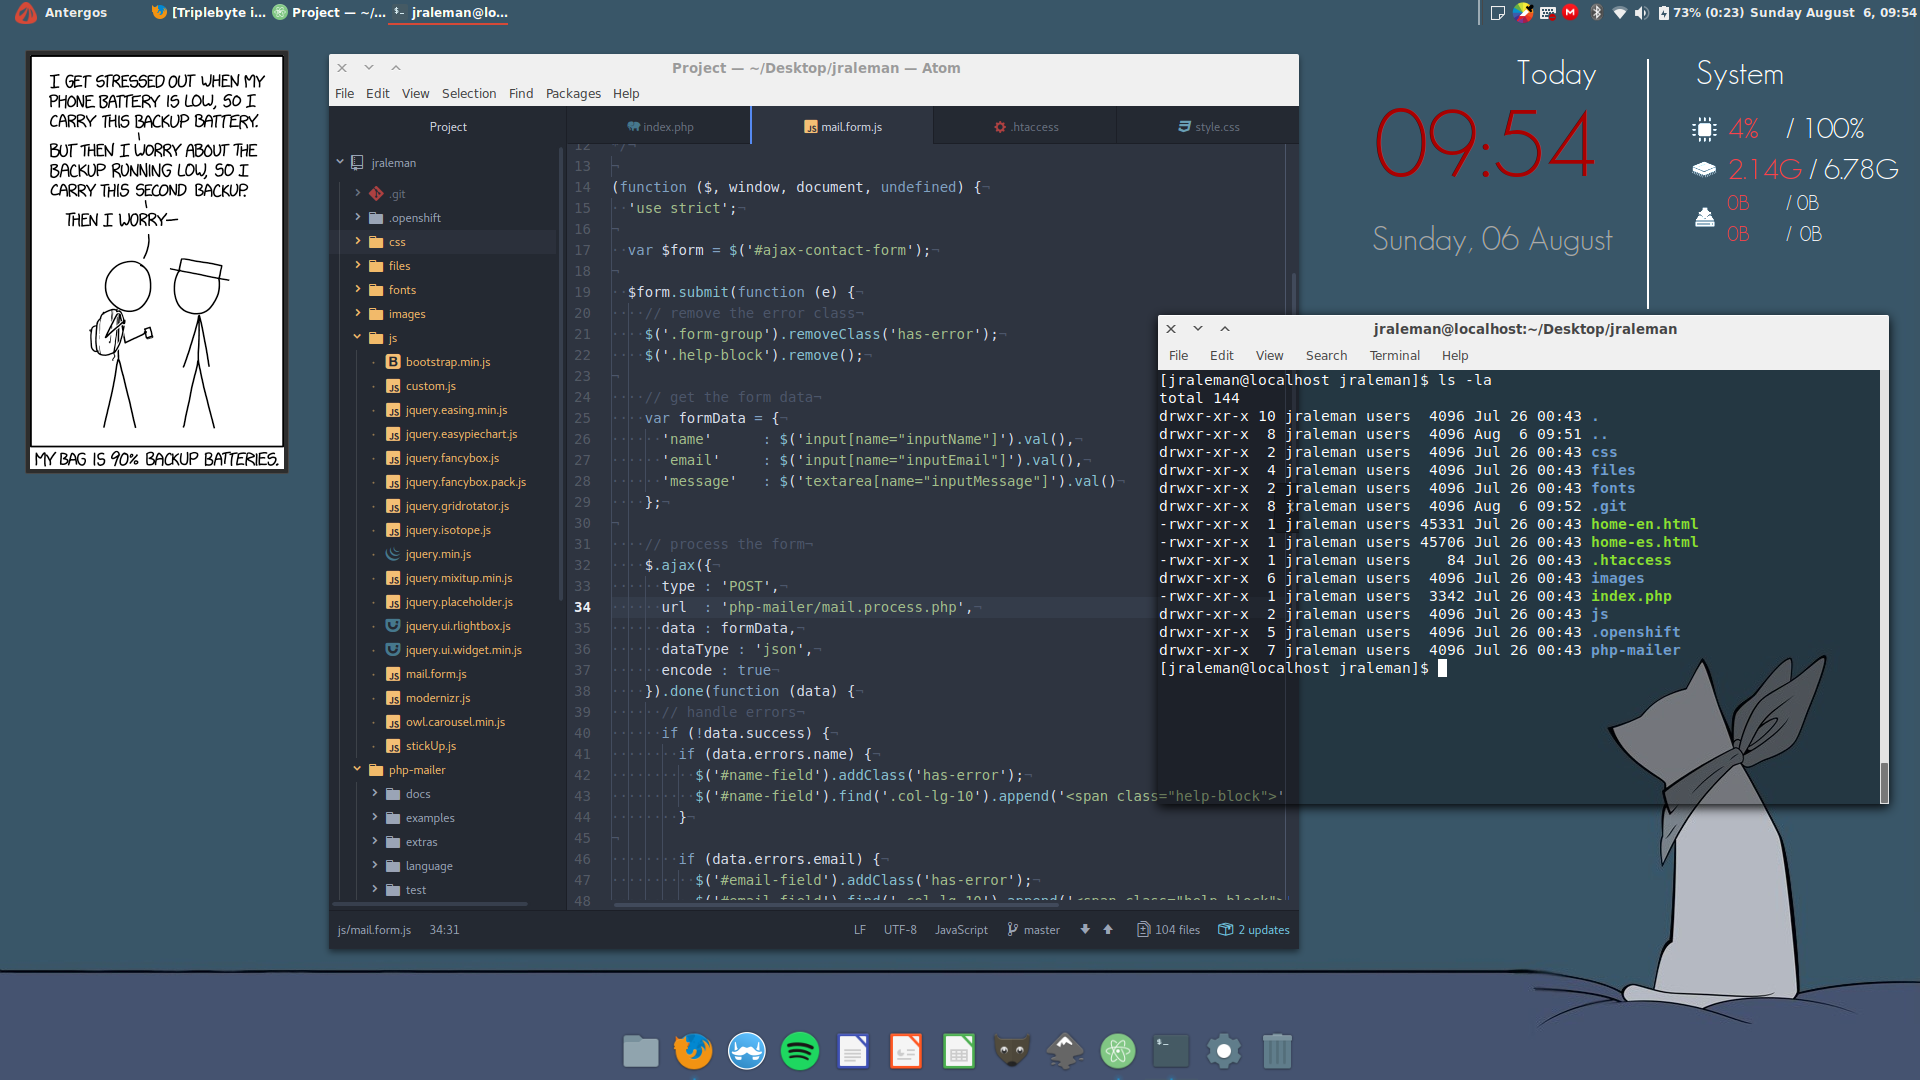 Antergos
[Triplebyte i...
Project — ~/...
jraleman@lo...
73% (0:23) Sunday August  6, 09:54
I GET STRESSED OUT WHEN MY
PHONE BATTERY IS LOW, SO I
CARRY THIS BACKUP BATTERY.
BUT THEN I WORRY ABOUT THE
BACKUP RUNNING LOW, SO I
CARRY THIS SECOND BACKUP.
THEN I WORRY—
MY BAG IS 90% BACKUP BATTERIES.
Project — ~/Desktop/jraleman — Atom
File Edit View Selection Find Packages Help
Project
index.php
mail.form.js
.htaccess
style.css
jraleman
.git
.openshift
css
files
fonts
images
js
bootstrap.min.js
custom.js
jquery.easing.min.js
jquery.easypiechart.js
jquery.fancybox.js
jquery.fancybox.pack.js
jquery.gridrotator.js
jquery.isotope.js
jquery.min.js
jquery.mixitup.min.js
jquery.placeholder.js
jquery.ui.rlightbox.js
jquery.ui.widget.min.js
mail.form.js
modernizr.js
owl.carousel.min.js
stickUp.js
php-mailer
docs
examples
extras
language
test
12 */
13
14 (function ($, window, document, undefined) {
15 'use strict';
16
17 var $form = $('#ajax-contact-form');
18
19 $form.submit(function (e) {
20 // remove the error class
21 $('.form-group').removeClass('has-error');
22 $('.help-block').remove();
23
24 // get the form data
25 var formData = {
26 'name' : $('input[name="inputName"]').val(),
27 'email' : $('input[name="inputEmail"]').val(),
28 'message' : $('textarea[name="inputMessage"]').val()
29 };
30
31 // process the form
32 $.ajax({
33 type : 'POST',
34 url : 'php-mailer/mail.process.php',
35 data : formData,
36 dataType : 'json',
37 encode : true
38 }).done(function (data) {
39 // handle errors
40 if (!data.success) {
41 if (data.errors.name) {
42 $('#name-field').addClass('has-error');
43 $('#name-field').find('.col-lg-10').append('<span class="help-block">'
44 }
45
46 if (data.errors.email) {
47 $('#email-field').addClass('has-error');
48 $('#email-field').find('.col-lg-10').append('<span class="help-block">
js/mail.form.js 34:31
LF UTF-8 JavaScript master 104 files 2 updates
Today
09:54
Sunday, 06 August
System
4% / 100%
2.14G / 6.78G
0B / 0B
0B / 0B
jraleman@localhost:~/Desktop/jraleman
File Edit View Search Terminal Help
[jraleman@localhost jraleman]$ ls -la
total 144
drwxr-xr-x 10 jraleman users  4096 Jul 26 00:43 .
drwxr-xr-x  8 jraleman users  4096 Aug  6 09:51 ..
drwxr-xr-x  2 jraleman users  4096 Jul 26 00:43 css
drwxr-xr-x  4 jraleman users  4096 Jul 26 00:43 files
drwxr-xr-x  2 jraleman users  4096 Jul 26 00:43 fonts
drwxr-xr-x  8 jraleman users  4096 Aug  6 09:52 .git
-rwxr-xr-x  1 jraleman users 45331 Jul 26 00:43 home-en.html
-rwxr-xr-x  1 jraleman users 45706 Jul 26 00:43 home-es.html
-rwxr-xr-x  1 jraleman users    84 Jul 26 00:43 .htaccess
drwxr-xr-x  6 jraleman users  4096 Jul 26 00:43 images
-rwxr-xr-x  1 jraleman users  3342 Jul 26 00:43 index.php
drwxr-xr-x  2 jraleman users  4096 Jul 26 00:43 js
drwxr-xr-x  5 jraleman users  4096 Jul 26 00:43 .openshift
drwxr-xr-x  7 jraleman users  4096 Jul 26 00:43 php-mailer
[jraleman@localhost jraleman]$